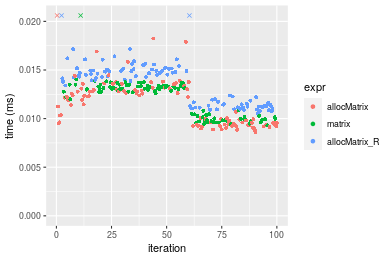 0.020
0.015
0.010
0.005
0.000
time (ms)
0
25
50
75
100
iteration
expr
allocMatrix
matrix
allocMatrix_R